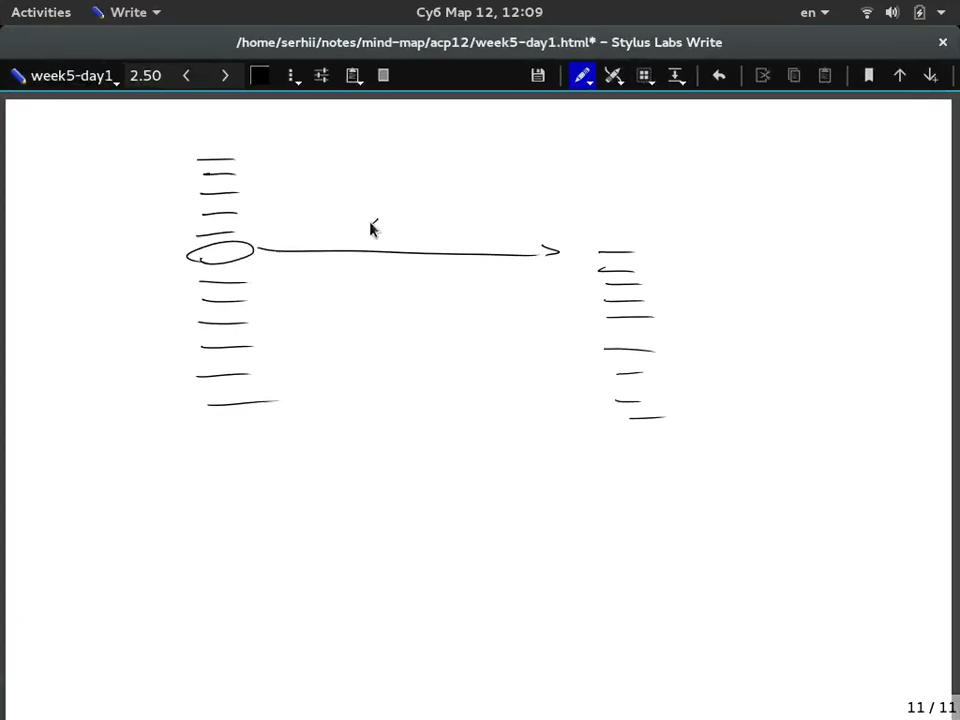 Activities Write Суб Мар 12, 12:09 en
/home/serhii/notes/mind-map/acp12/week5-day1.html* – Stylus Labs Write ×
week5-day1 2.50
11 / 11